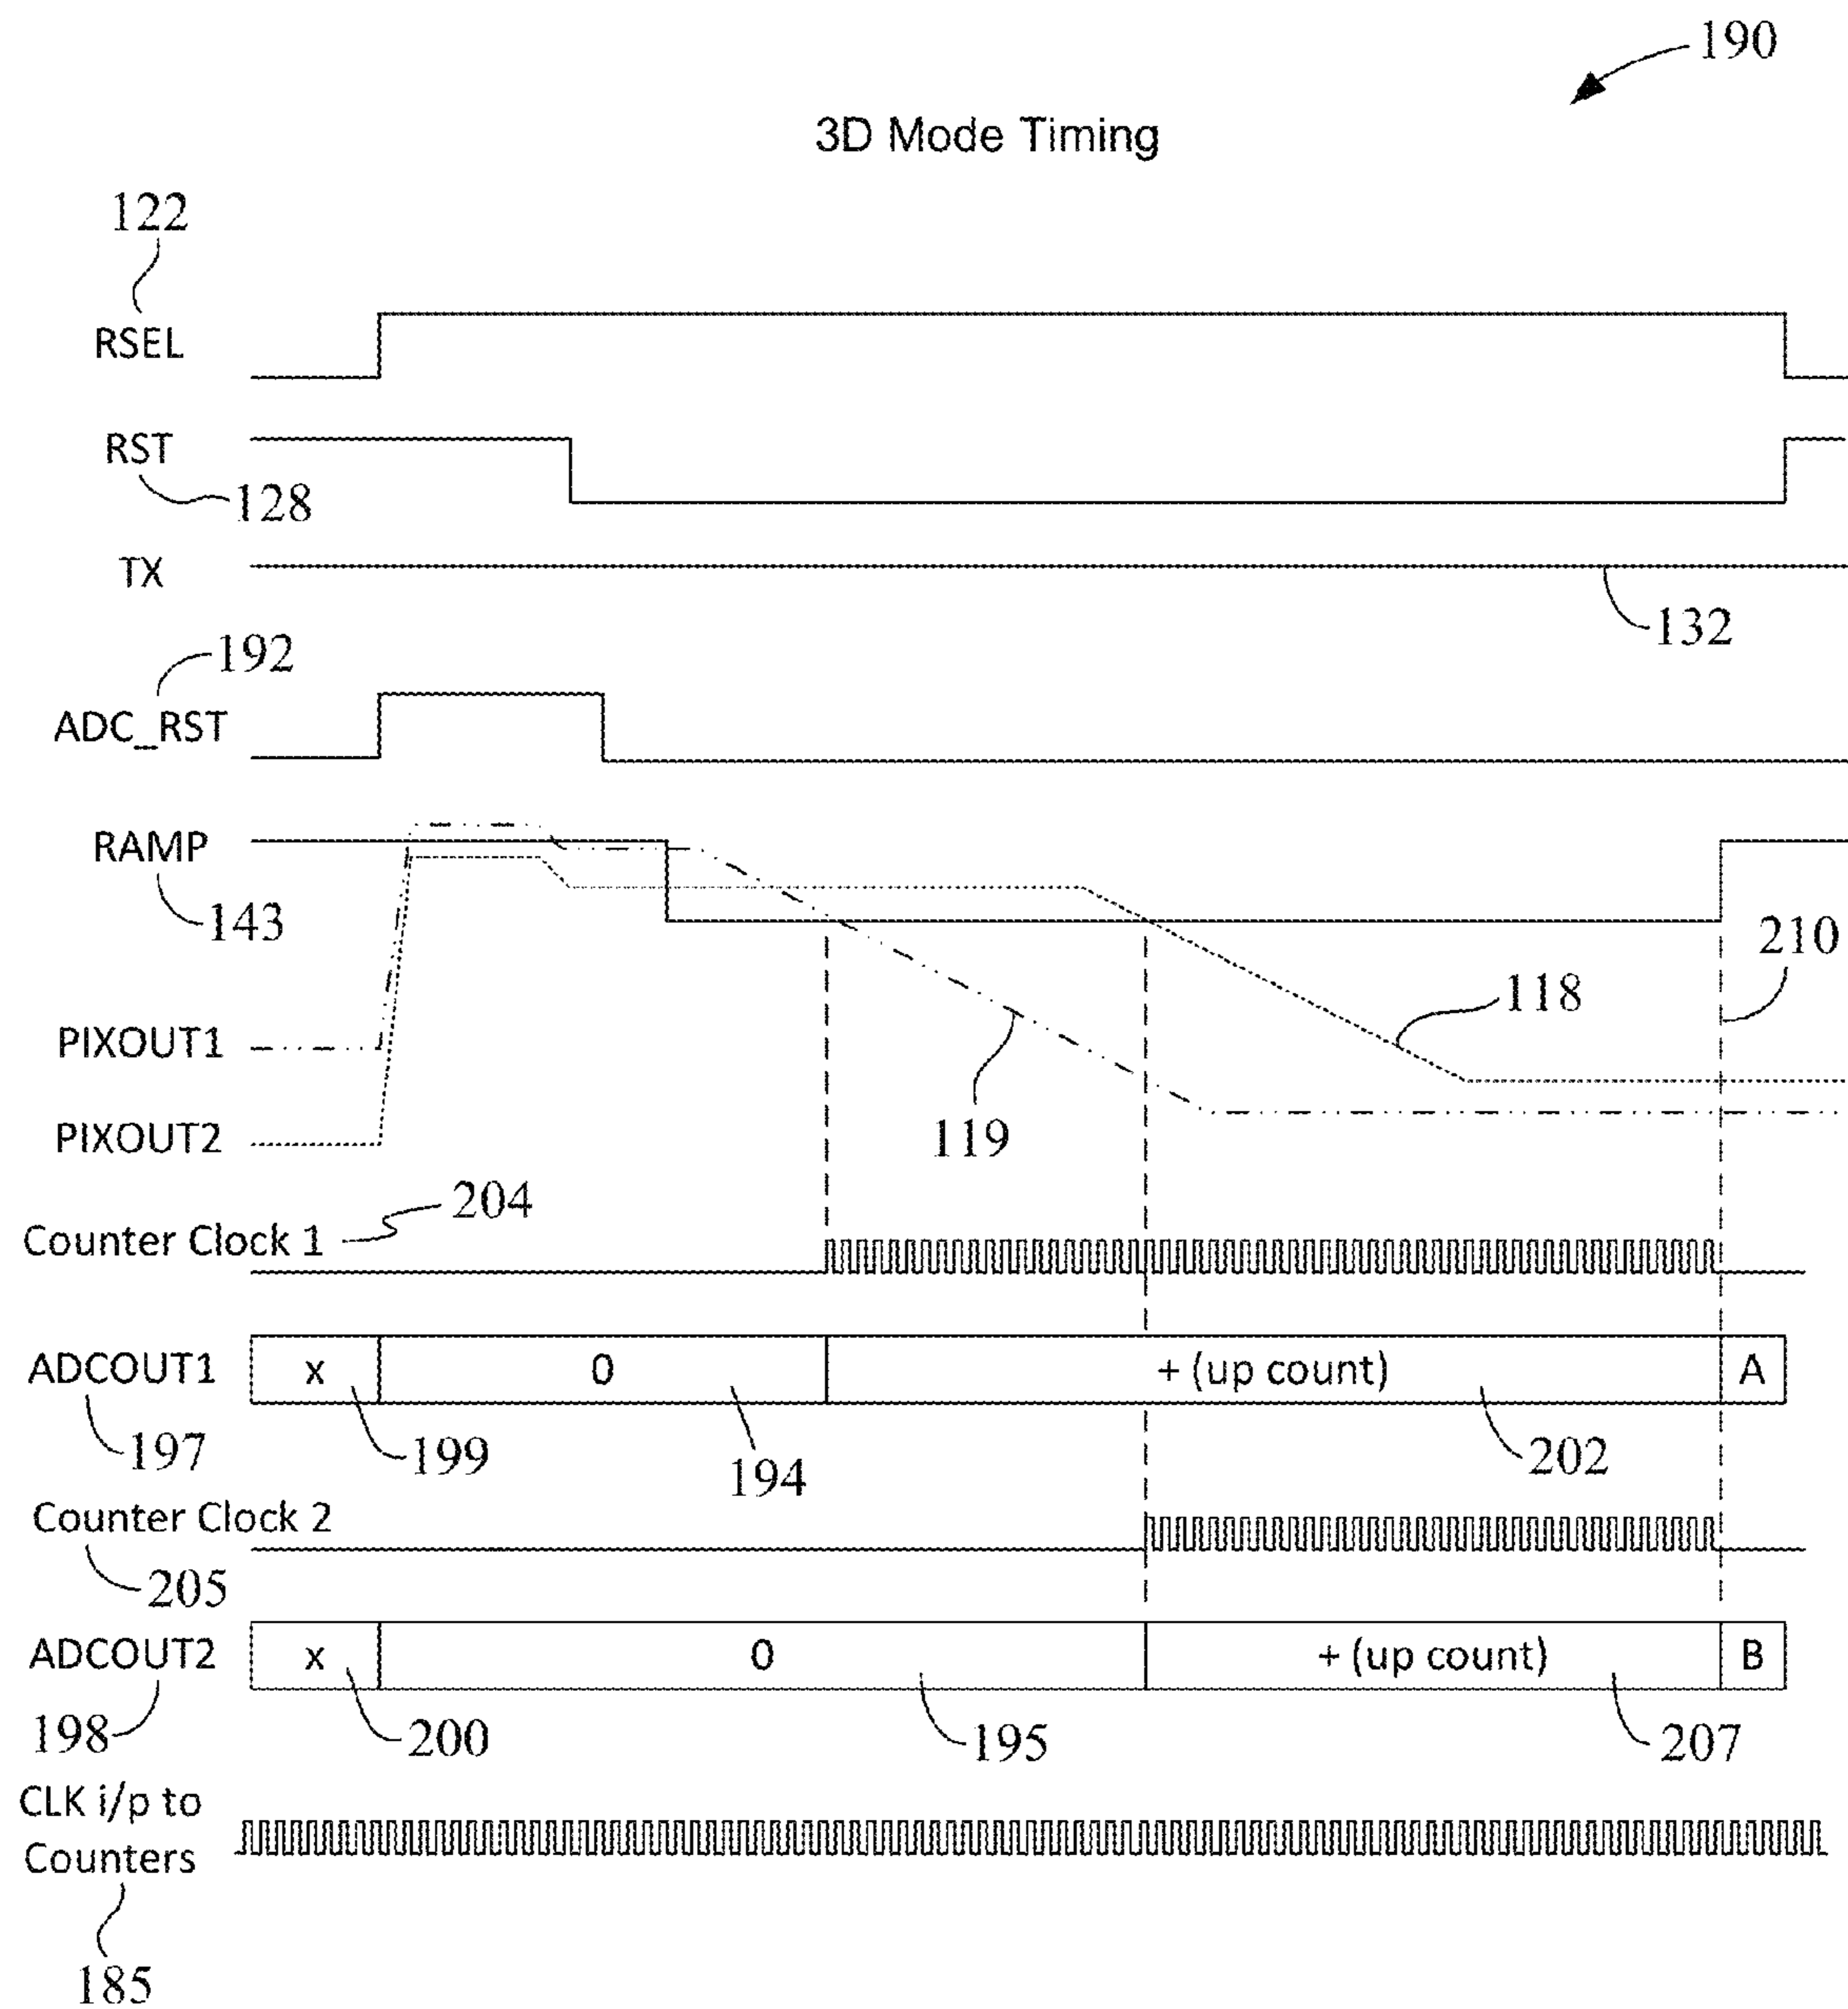 190
3D Mode Timing
122
RSEL
RST
128
TX
132
192
ADC_RST
RAMP
143
210
118
PIXOUT1
119
PIXOUT2
204
Counter Clock 1
ADCOUT1 x 0 + (up count) A
197 199 194 202
Counter Clock 2
205
ADCOUT2 x 0 + (up count) B
198 200 195 207
CLK i/p to
Counters
185